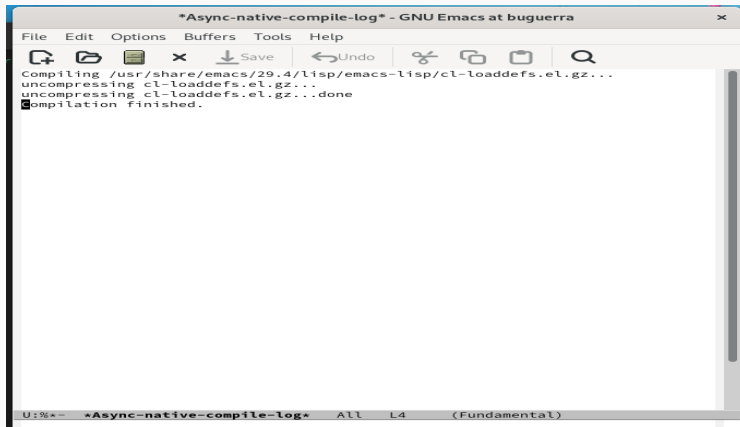 *Async-native-compile-log* - GNU Emacs at buguerra
File Edit Options Buffers Tools Help
Save Undo
Compiling /usr/share/emacs/29.4/lisp/emacs-lisp/cl-loaddefs.el.gz...
uncompressing cl-loaddefs.el.gz...
uncompressing cl-loaddefs.el.gz...done
Compilation finished.
U:%*- *Async-native-compile-log* All L4 (Fundamental)